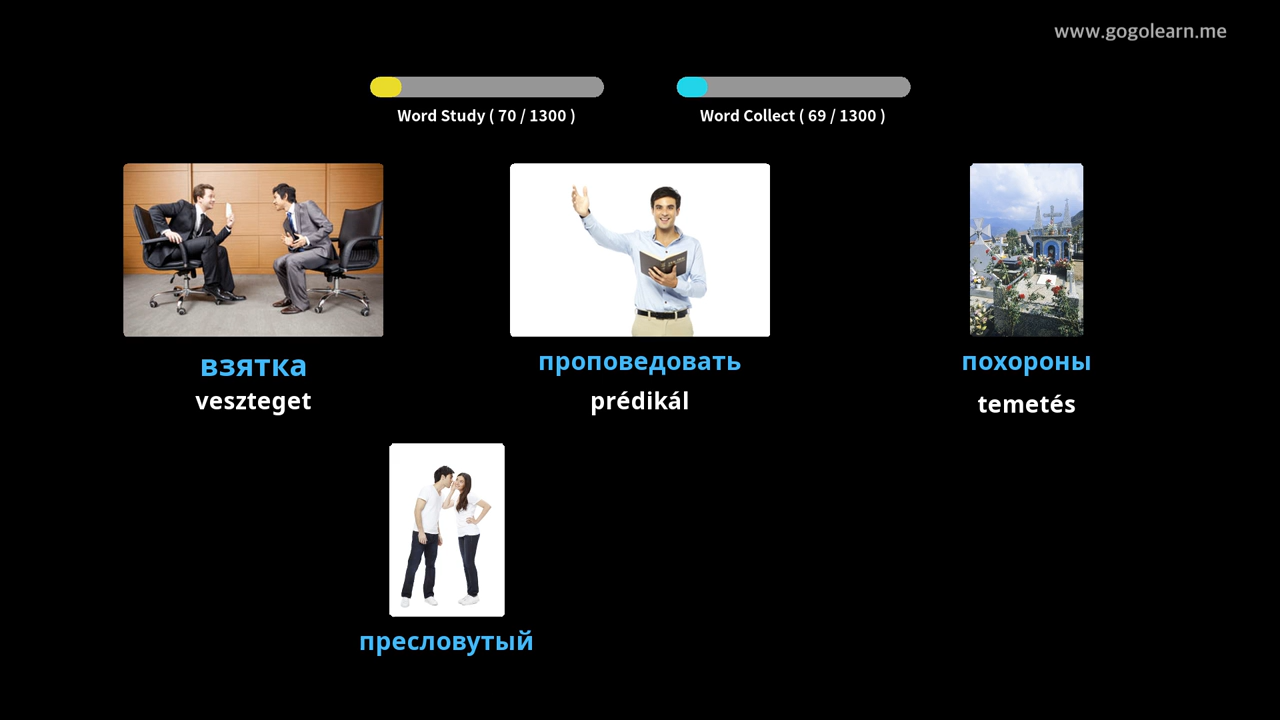 www.gogolearn.me
Word Study ( 70 / 1300 )
Word Collect ( 69 / 1300 )
взятка
veszteget
проповедовать
prédikál
похороны
temetés
пресловутый